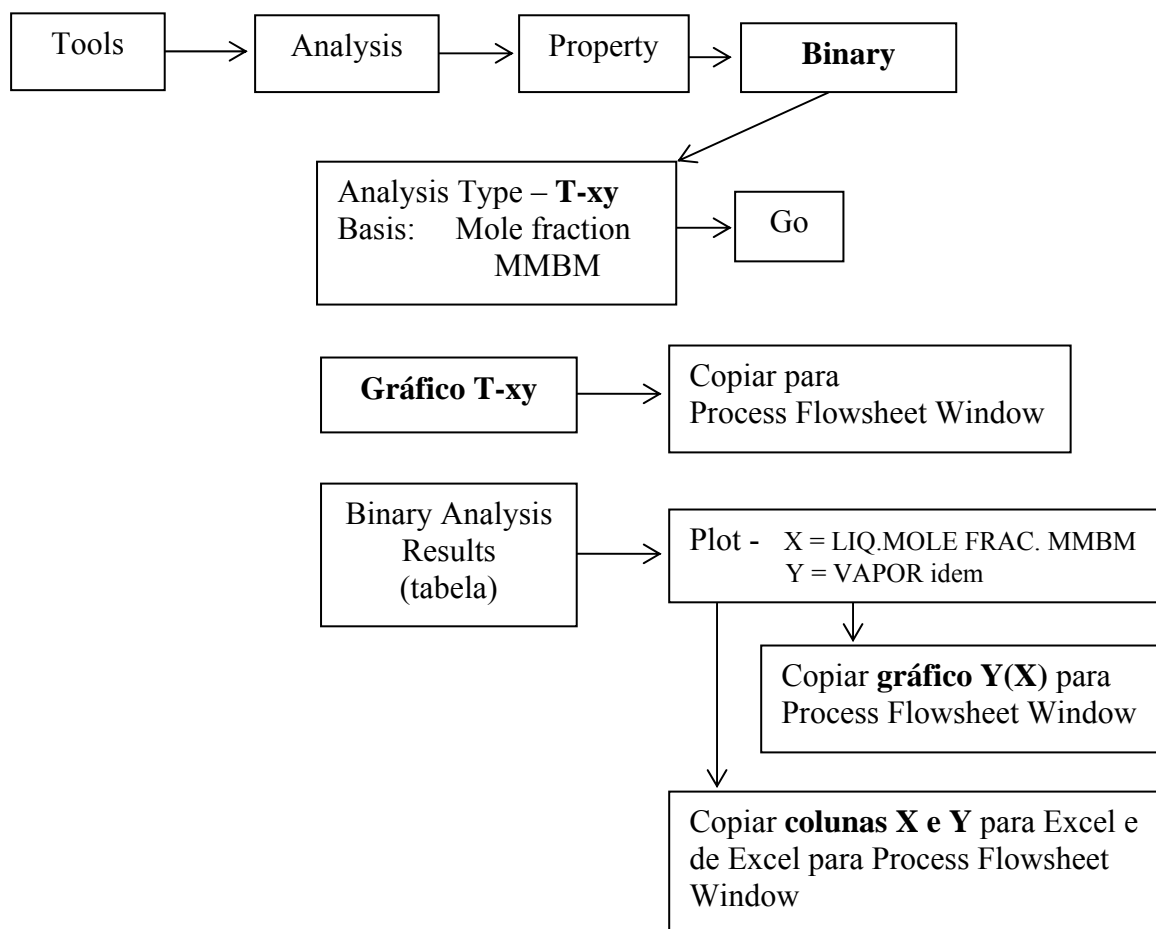 Tools
Analysis
Property
Binary
Analysis Type – T-xy
Basis: Mole fraction
MMBM
Go
Gráfico T-xy
Copiar para
Process Flowsheet Window
Binary Analysis
Results
(tabela)
Plot - X = LIQ.MOLE FRAC. MMBM
Y = VAPOR idem
Copiar gráfico Y(X) para
Process Flowsheet Window
Copiar colunas X e Y para Excel e
de Excel para Process Flowsheet
Window